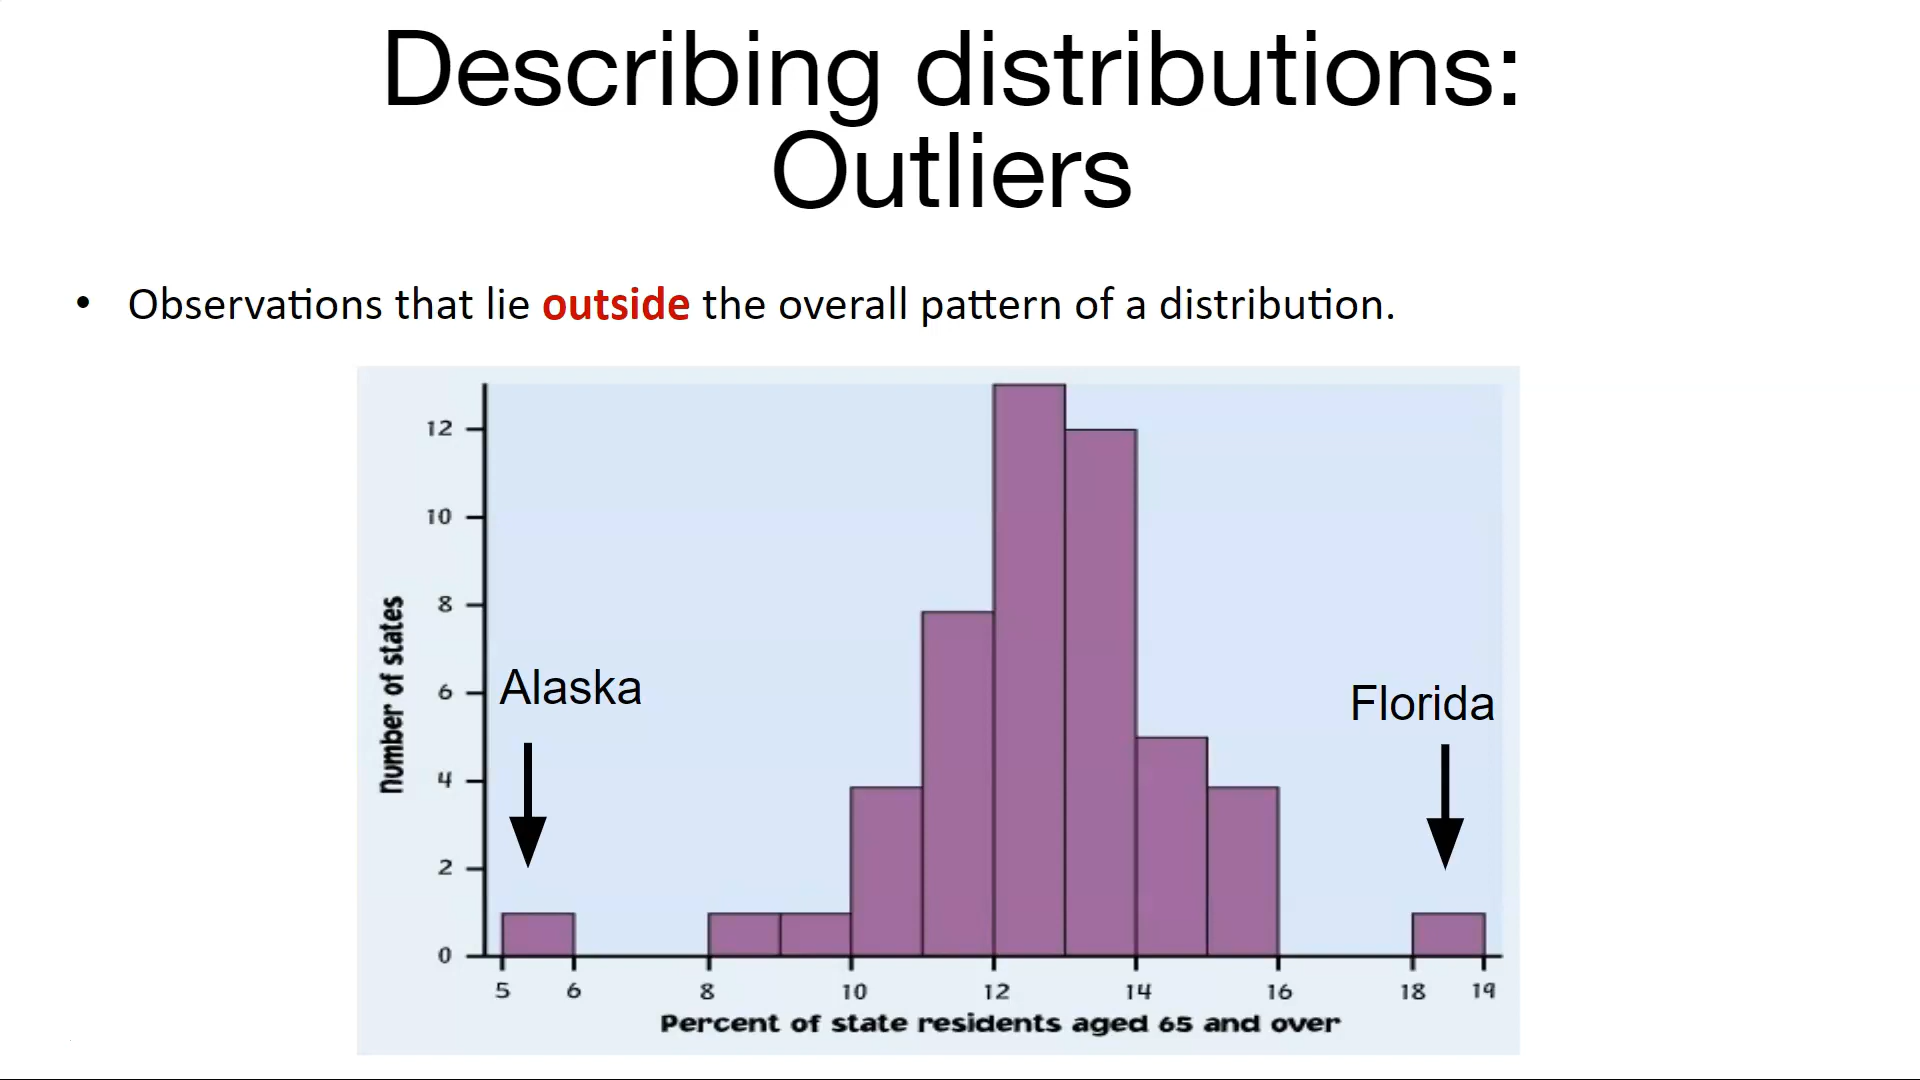 Describing distributions:
Outliers
• Observations that lie outside the overall pattern of a distribution.
12
10
8
6
4
2
0
Number of states
Alaska
Florida
5 6 8 10 12 14 16 18 19
Percent of state residents aged 65 and over